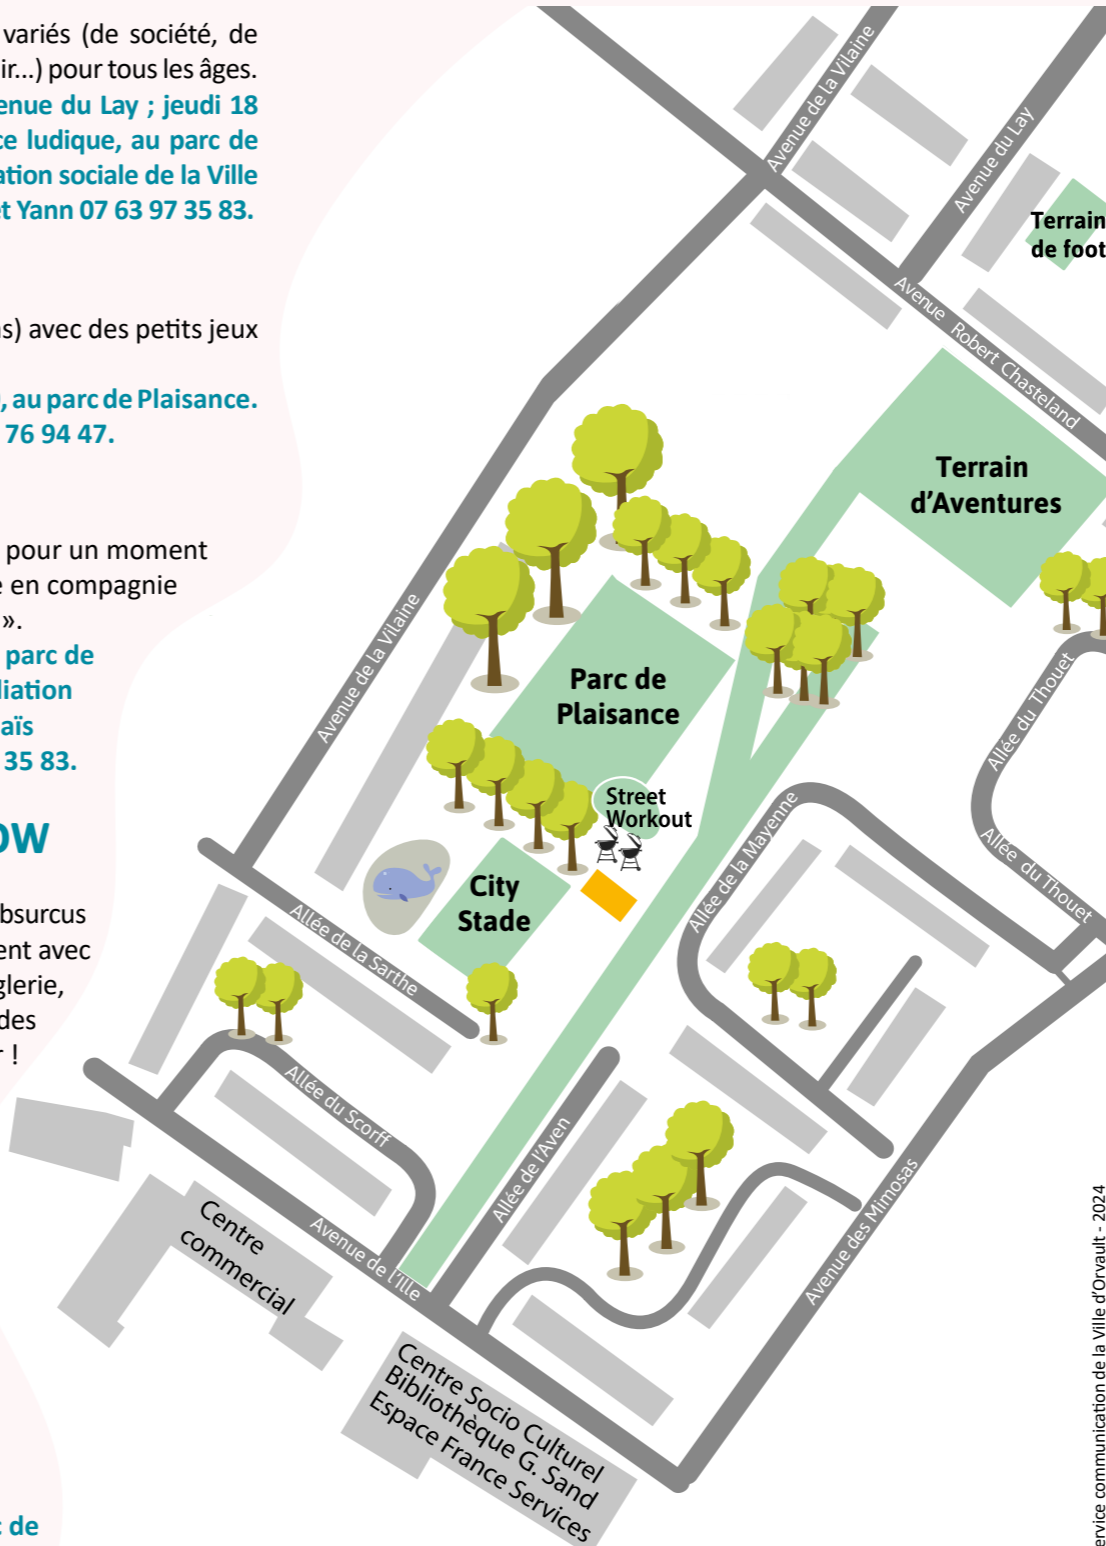 variés (de société, de
ir...) pour tous les âges.
enue du Lay ; jeudi 18
ce ludique, au parc de
ation sociale de la Ville
et Yann 07 63 97 35 83.
ns) avec des petits jeux
, au parc de Plaisance.
76 94 47.
pour un moment
e en compagnie
».
parc de
liation
aïs
35 83.
OW
bsurcus
ent avec
glerie,
des
r !
c de
Avenue de la Vilaine
Avenue du Lay
Terrain
de foot
Avenue Robert Chasteland
Terrain
d'Aventures
Avenue de la Vilaine
Parc de
Plaisance
Street
Workout
City
Stade
Allée du Thouet
Allée du Thouet
Allée de la Mayenne
Allée de la Sarthe
Allée du Scorff
Allée de l'Aven
Avenue des Mimosas
Avenue de l'Ille
Centre
commercial
Centre Socio Culturel
Bibliothèque G. Sand
Espace France Services
ervice communication de la Ville d'Orvault - 2024